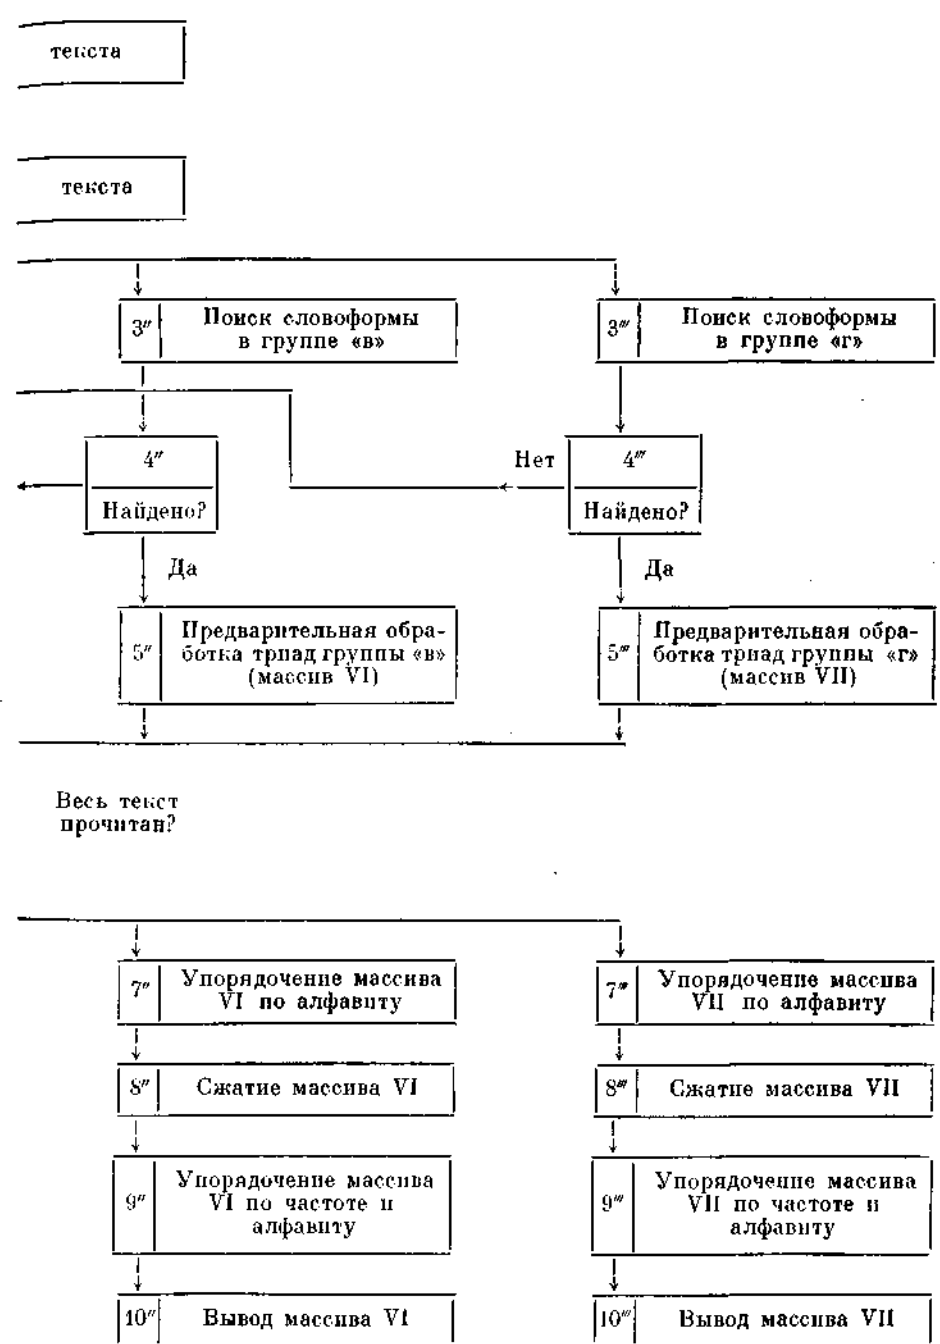 текста
текста
3″ Поиск словоформы
в группе «в»
3‴ Поиск словоформы
в группе «г»
4″
Найдено?
Нет
4‴
Найдено?
Да
Да
5″ Предварительная обра-
ботка триад группы «в»
(массив VI)
5‴ Предварительная обра-
ботка триад группы «г»
(массив VII)
Весь текст
прочитан?
7″ Упорядочение массива
VI по алфавиту
7‴ Упорядочение массива
VII по алфавиту
8″ Сжатие массива VI
8‴ Сжатие массива VII
9″ Упорядочение массива
VI по частоте и
алфавиту
9‴ Упорядочение массива
VII по частоте и
алфавиту
10″ Вывод массива VI
10‴ Вывод массива VII